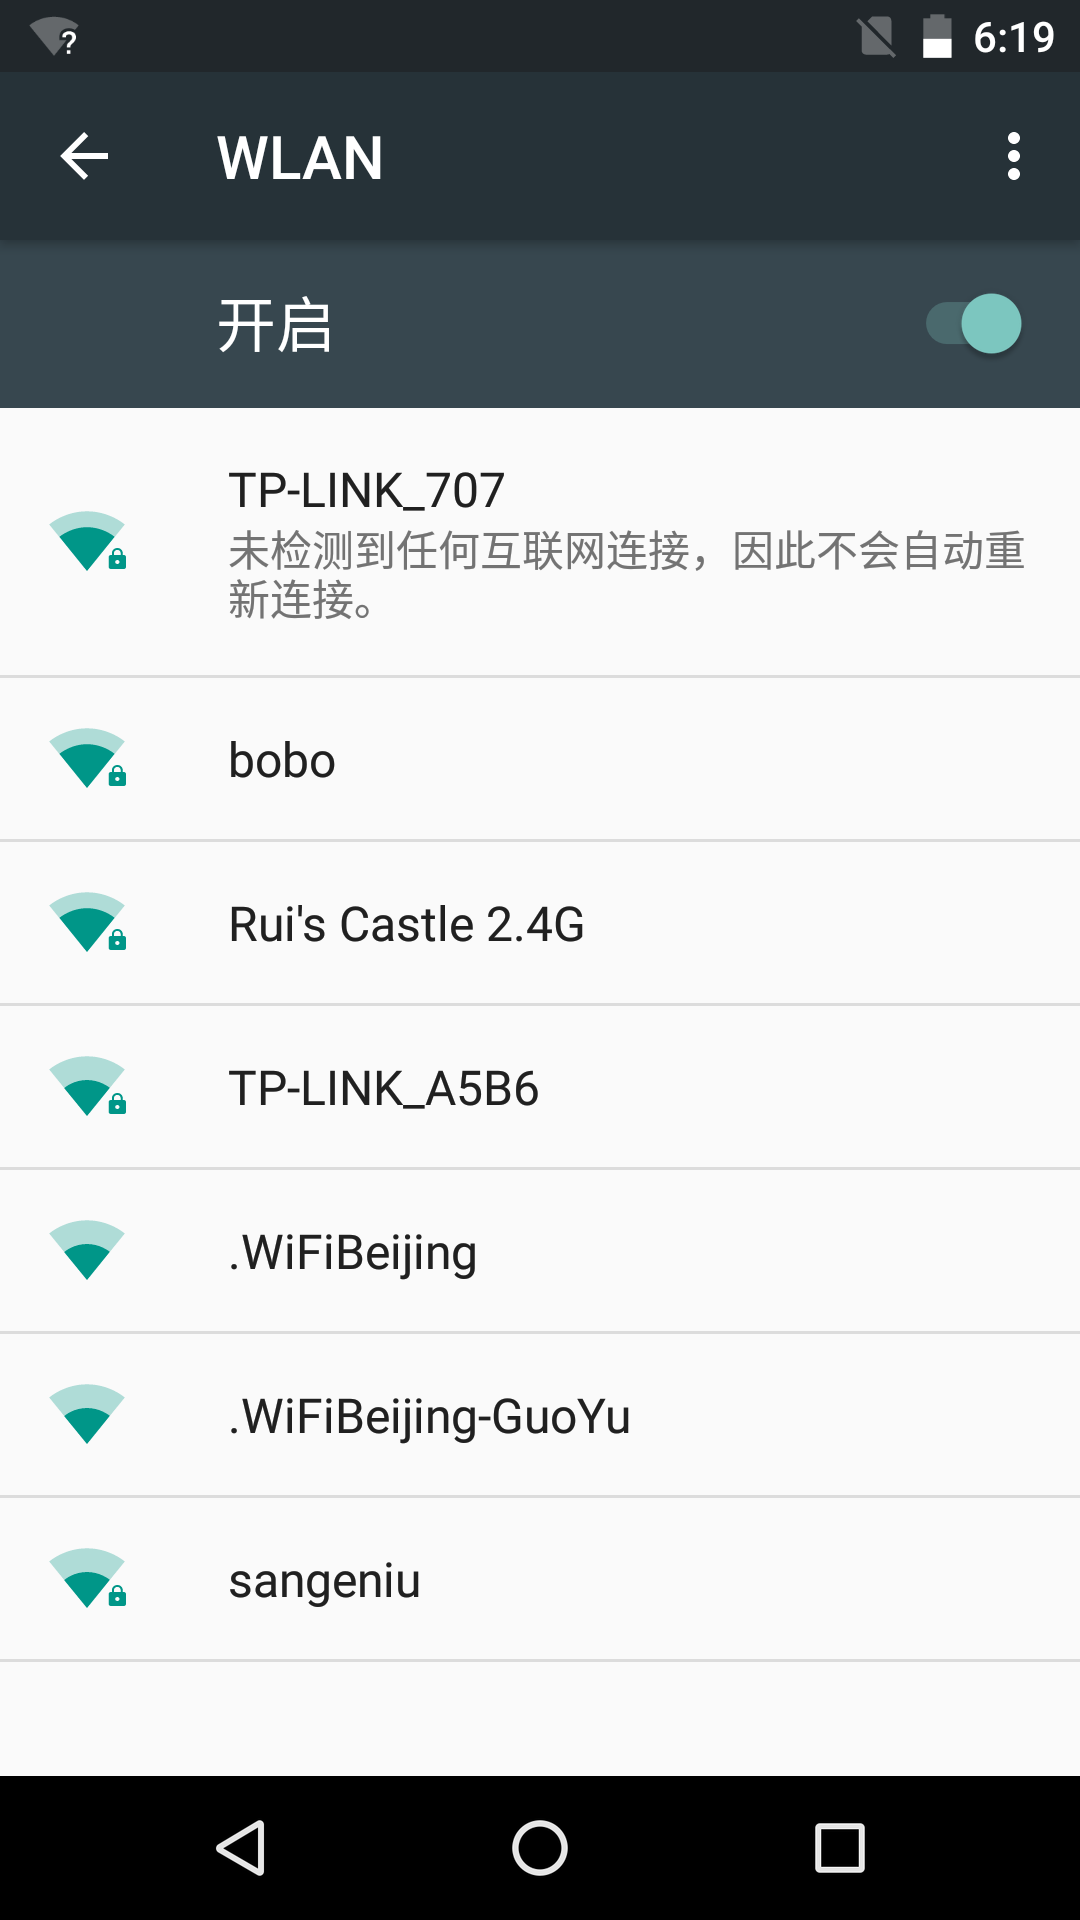 6:19
WLAN
开启
TP-LINK_707
未检测到任何互联网连接，因此不会自动重
新连接。
bobo
Rui's Castle 2.4G
TP-LINK_A5B6
.WiFiBeijing
.WiFiBeijing-GuoYu
sangeniu